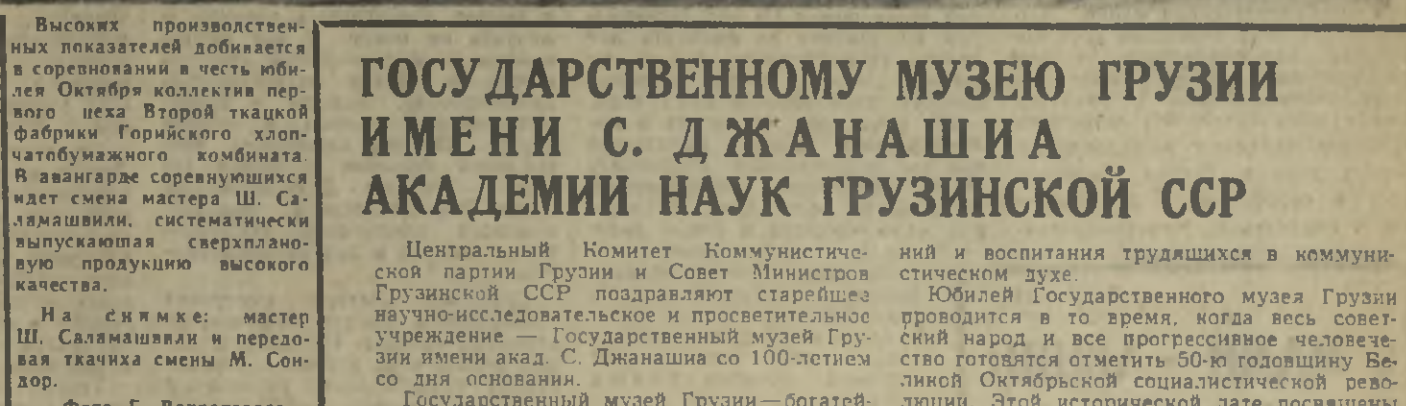 Высоких производствен-
ных показателей добивается
в соревновании в честь юби-
лея Октября коллектив пер-
вого цеха Второй ткацкой
фабрики Горийского хлоп-
чатобумажного комбината.
В авангарде соревнующихся
идет смена мастера Ш. Са-
ламашвили, систематически
выпускающая сверхплано-
вую продукцию высокого
качества.
На снимке: мастер
Ш. Саламашвили и передо-
вая ткачиха смены М. Сон-
дор.
Фото Г.
ГОСУДАРСТВЕННОМУ МУЗЕЮ ГРУЗИИ
ИМЕНИ С. ДЖАНАШИА
АКАДЕМИИ НАУК ГРУЗИНСКОЙ ССР
Центральный Комитет Коммунистиче-
ской партии Грузии и Совет Министров
Грузинской ССР поздравляют старейшее
научно-исследовательское и просветительное
учреждение — Государственный музей Гру-
зии имени акад. С. Джанашиа со 100-летием
со дня основания.
Государственный музей Грузии—богатей-
ний и воспитания трудящихся в коммуни-
стическом духе.
Юбилей Государственного музея Грузии
проводится в то время, когда весь совет-
ский народ и все прогрессивное человече-
ство готовятся отметить 50-ю годовщину Ве-
ликой Октябрьской социалистической рево-
люции. Этой исторической дате посвящены